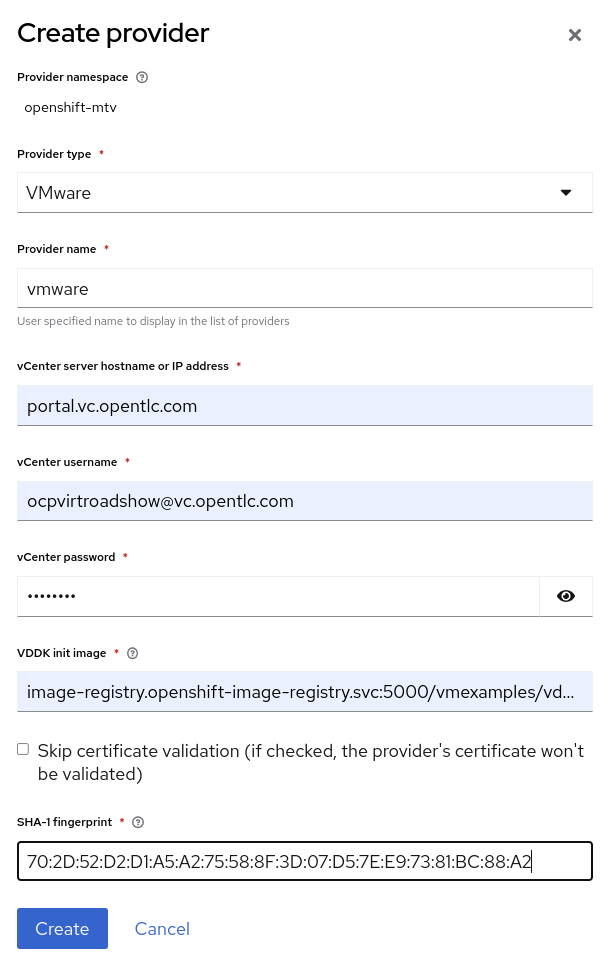 Create provider
Provider namespace
openshift-mtv
Provider type *
VMware
Provider name *
vmware
User specified name to display in the list of providers
vCenter server hostname or IP address *
portal.vc.opentlc.com
vCenter username *
ocpvirtroadshow@vc.opentlc.com
vCenter password *
••••••••
VDDK init image *
image-registry.openshift-image-registry.svc:5000/vmexamples/vd...
Skip certificate validation (if checked, the provider's certificate won't
be validated)
SHA-1 fingerprint *
70:2D:52:D2:D1:A5:A2:75:58:8F:3D:07:D5:7E:E9:73:81:BC:88:A2
Create Cancel